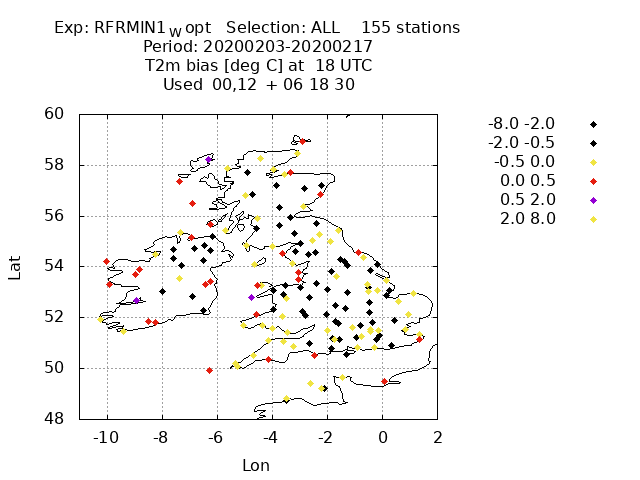 Exp: RFRMIN1_W opt Selection: ALL 155 stations
Period: 20200203-20200217
T2m bias [deg C] at 18 UTC
Used 00,12 + 06 18 30
60
58
56
54
52
50
48
-10 -8 -6 -4 -2 0 2
Lat
Lon
-8.0 -2.0
-2.0 -0.5
-0.5 0.0
0.0 0.5
0.5 2.0
2.0 8.0